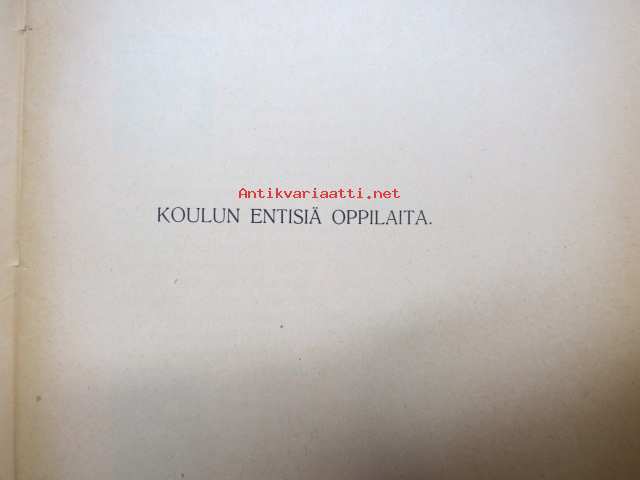 Antikvariaatti.net
KOULUN ENTISIÄ OPPILAITA.